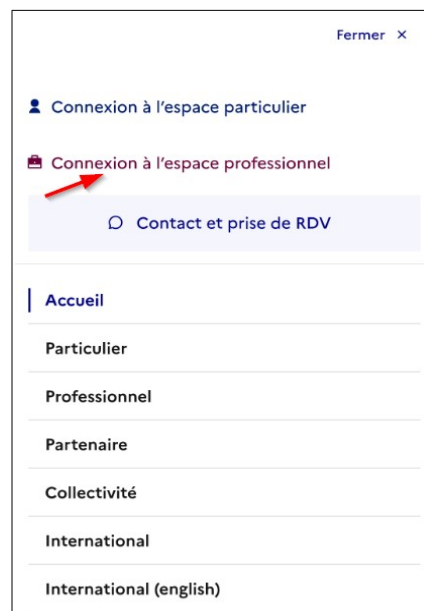 Fermer ×
Connexion à l’espace particulier
Connexion à l’espace professionnel
Contact et prise de RDV
Accueil
Particulier
Professionnel
Partenaire
Collectivité
International
International (english)